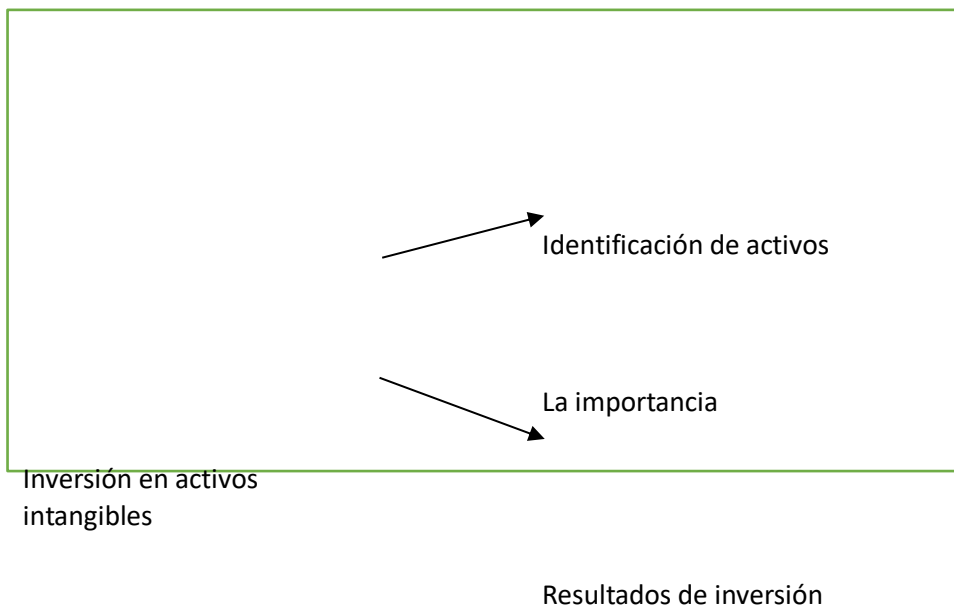 Identificación de activos
La importancia
Inversión en activos
intangibles
Resultados de inversión